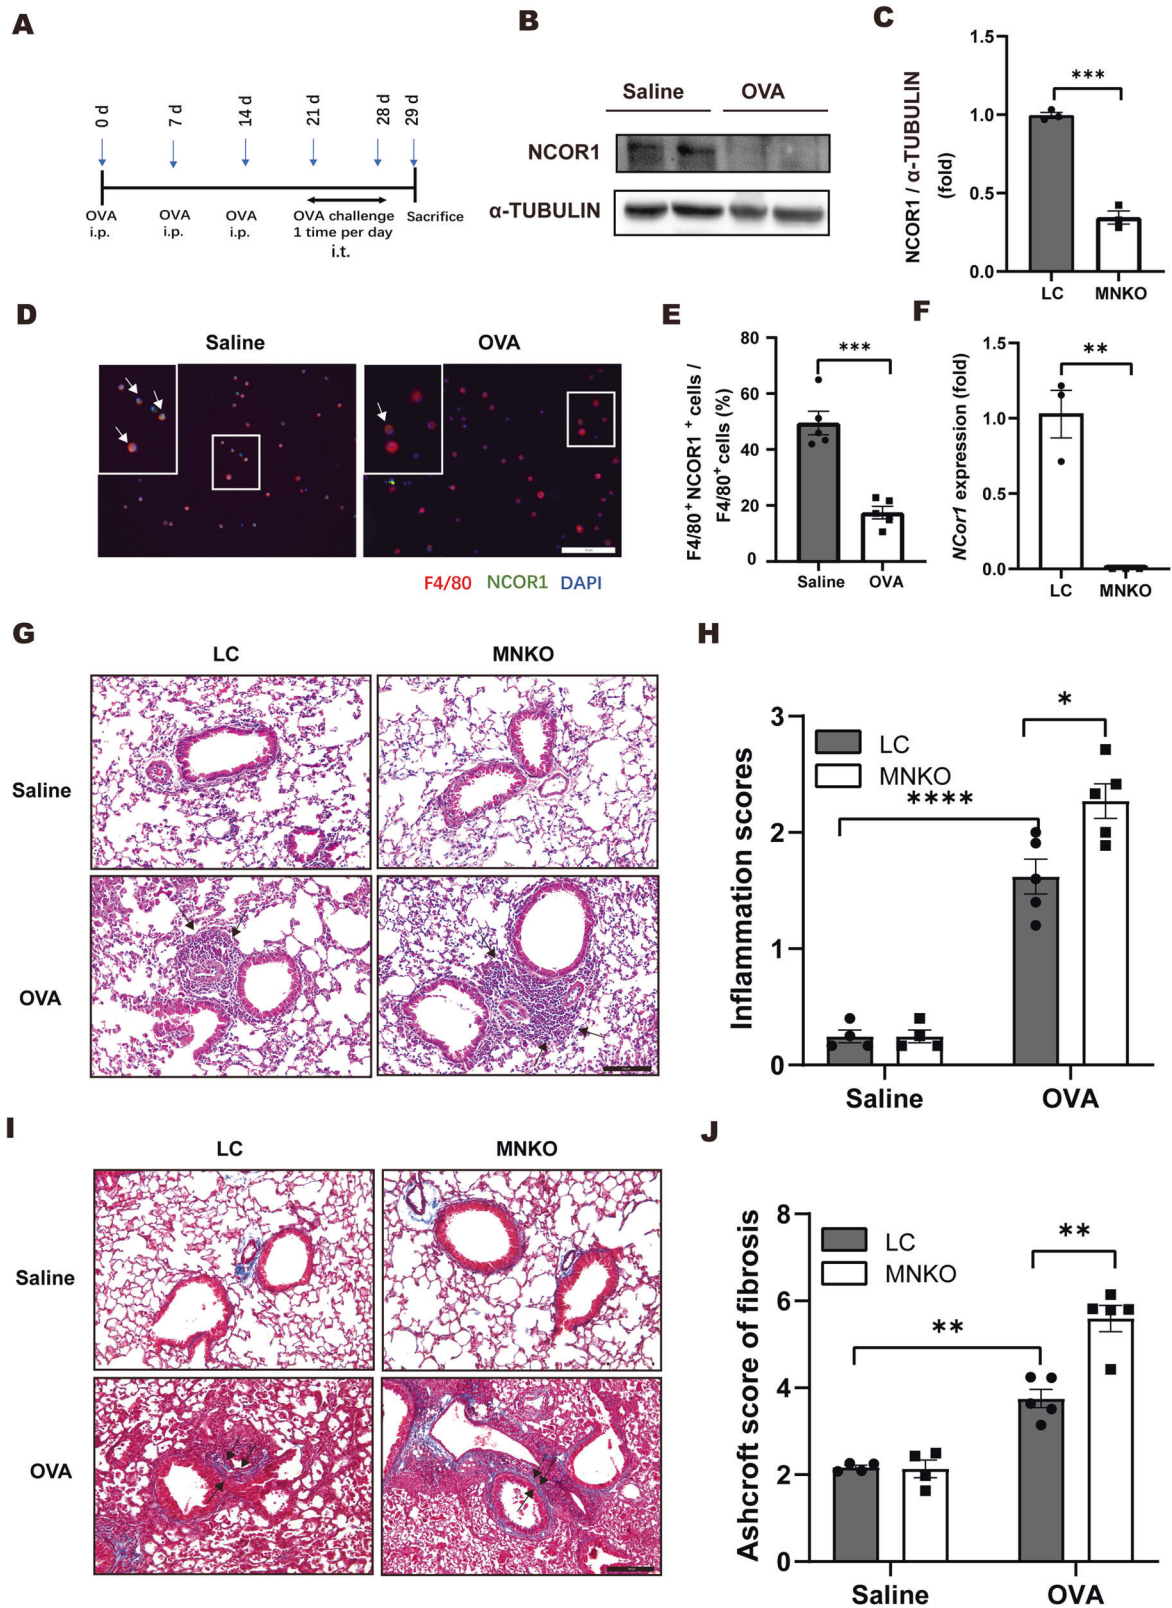 A
0 d
7 d
14 d
21 d
28 d
29 d
OVA
i.p.
OVA
i.p.
OVA
i.p.
OVA challenge
1 time per day
i.t.
Sacrifice
B
Saline
OVA
NCOR1
α-TUBULIN
C
NCOR1 / α-TUBULIN
(fold)
1.5
1.0
0.5
0.0
***
LC
MNKO
D
Saline
OVA
F4/80 NCOR1 DAPI
E
F4/80⁺NCOR1⁺ cells /
F4/80⁺ cells (%)
80
60
40
20
0
***
Saline
OVA
F
NCor1 expression (fold)
1.5
1.0
0.5
0.0
**
LC
MNKO
G
LC
MNKO
Saline
OVA
H
Inflammation scores
3
2
1
0
LC
MNKO
****
*
Saline
OVA
I
LC
MNKO
Saline
OVA
J
Ashcroft score of fibrosis
8
6
4
2
0
LC
MNKO
**
**
Saline
OVA